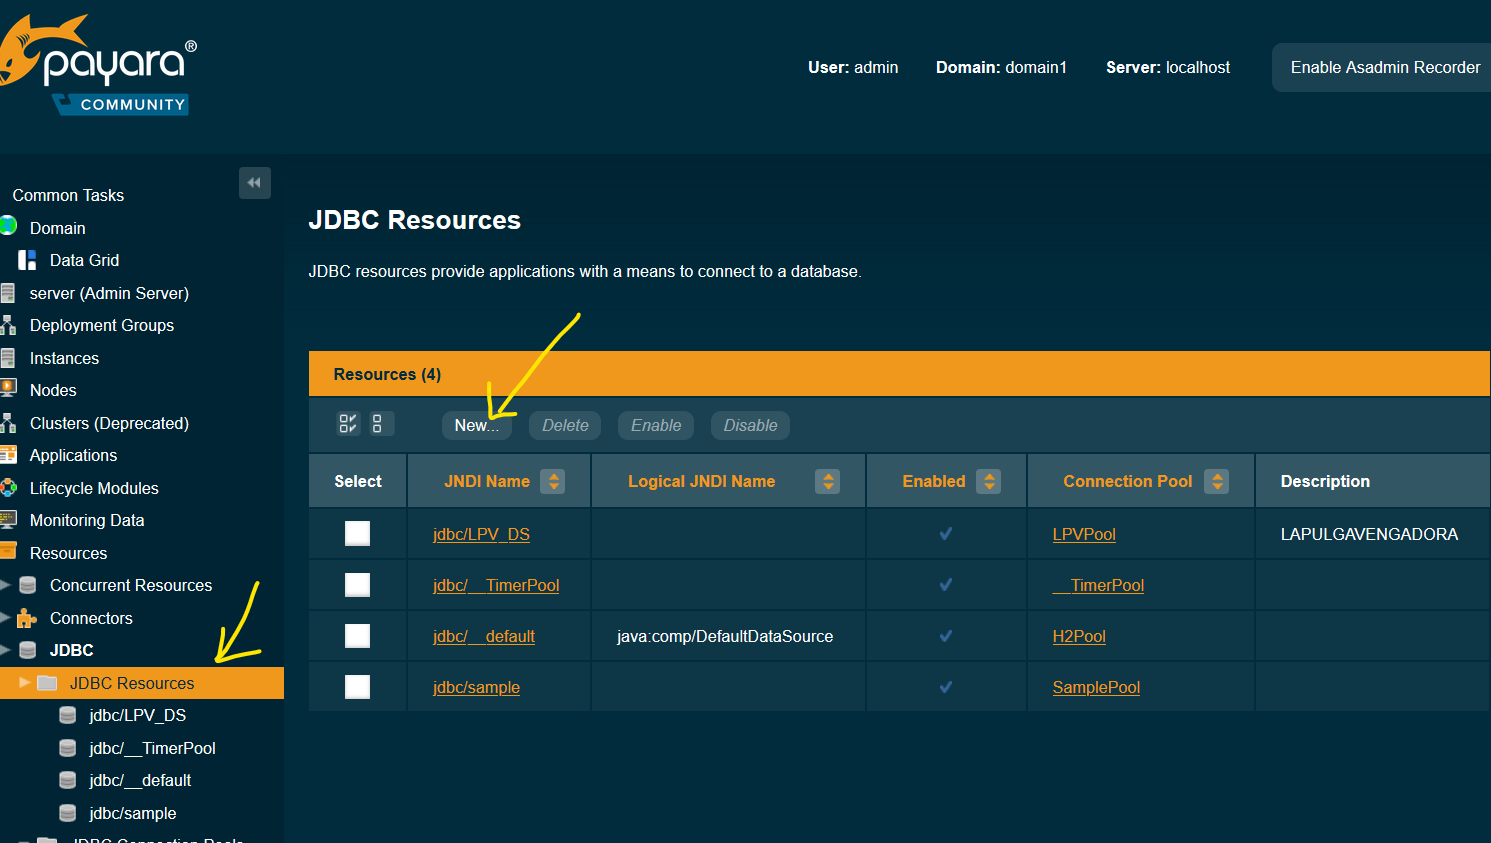 payara®
COMMUNITY
User: admin Domain: domain1 Server: localhost Enable Asadmin Recorder
Common Tasks
Domain
Data Grid
server (Admin Server)
Deployment Groups
Instances
Nodes
Clusters (Deprecated)
Applications
Lifecycle Modules
Monitoring Data
Resources
Concurrent Resources
Connectors
JDBC
JDBC Resources
jdbc/LPV_DS
jdbc/__TimerPool
jdbc/__default
jdbc/sample
JDBC Connection Pools
JDBC Resources
JDBC resources provide applications with a means to connect to a database.
Resources (4)
New... Delete Enable Disable
Select JNDI Name Logical JNDI Name Enabled Connection Pool Description
jdbc/LPV_DS LPVPool LAPULGAVENGADORA
jdbc/__TimerPool __TimerPool
jdbc/__default java:comp/DefaultDataSource H2Pool
jdbc/sample SamplePool